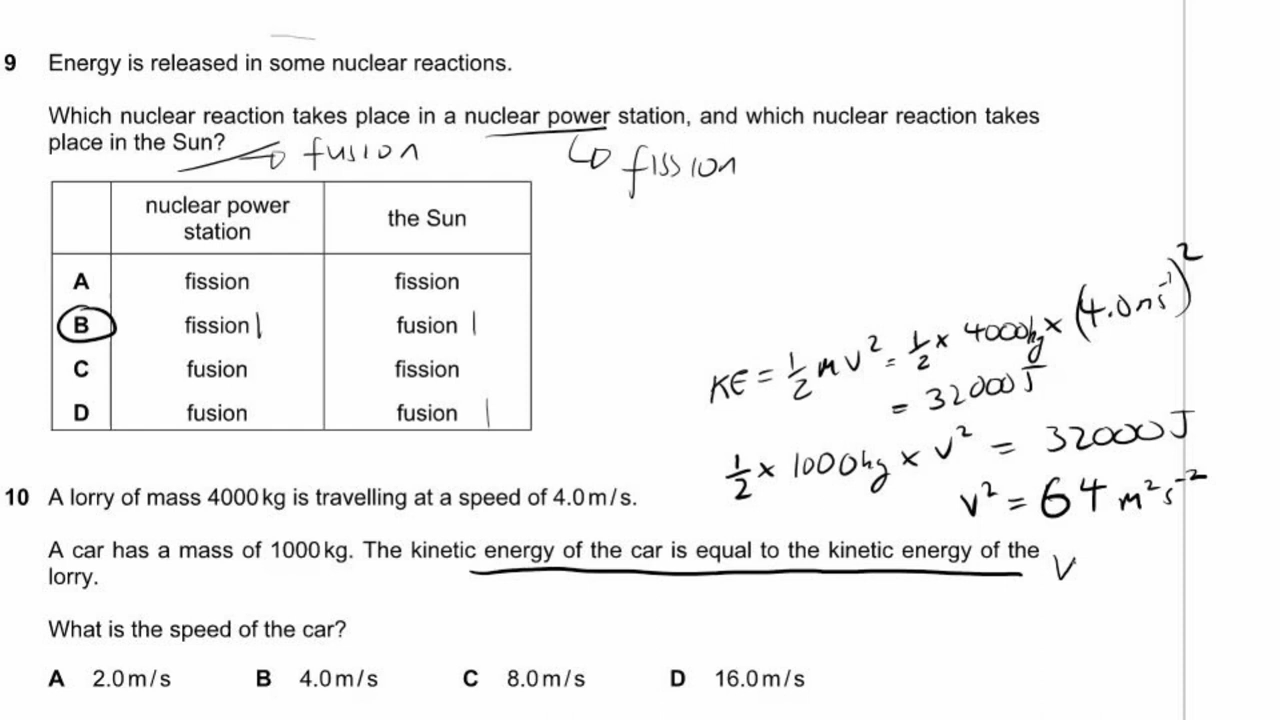 9 Energy is released in some nuclear reactions.
Which nuclear reaction takes place in a nuclear power station, and which nuclear reaction takes
place in the Sun?
fusion
fission
nuclear power
station
the Sun
A fission fission
B fission fusion
C fusion fission
D fusion fusion
KE = 1/2 mv² = 1/2 × 4000kg × (4.0ms⁻¹)²
= 32000J
1/2 × 1000kg × v² = 32000J
v² = 64 m²s⁻²
v
10 A lorry of mass 4000 kg is travelling at a speed of 4.0 m/s.
A car has a mass of 1000 kg. The kinetic energy of the car is equal to the kinetic energy of the
lorry.
What is the speed of the car?
A 2.0 m/s B 4.0 m/s C 8.0 m/s D 16.0 m/s